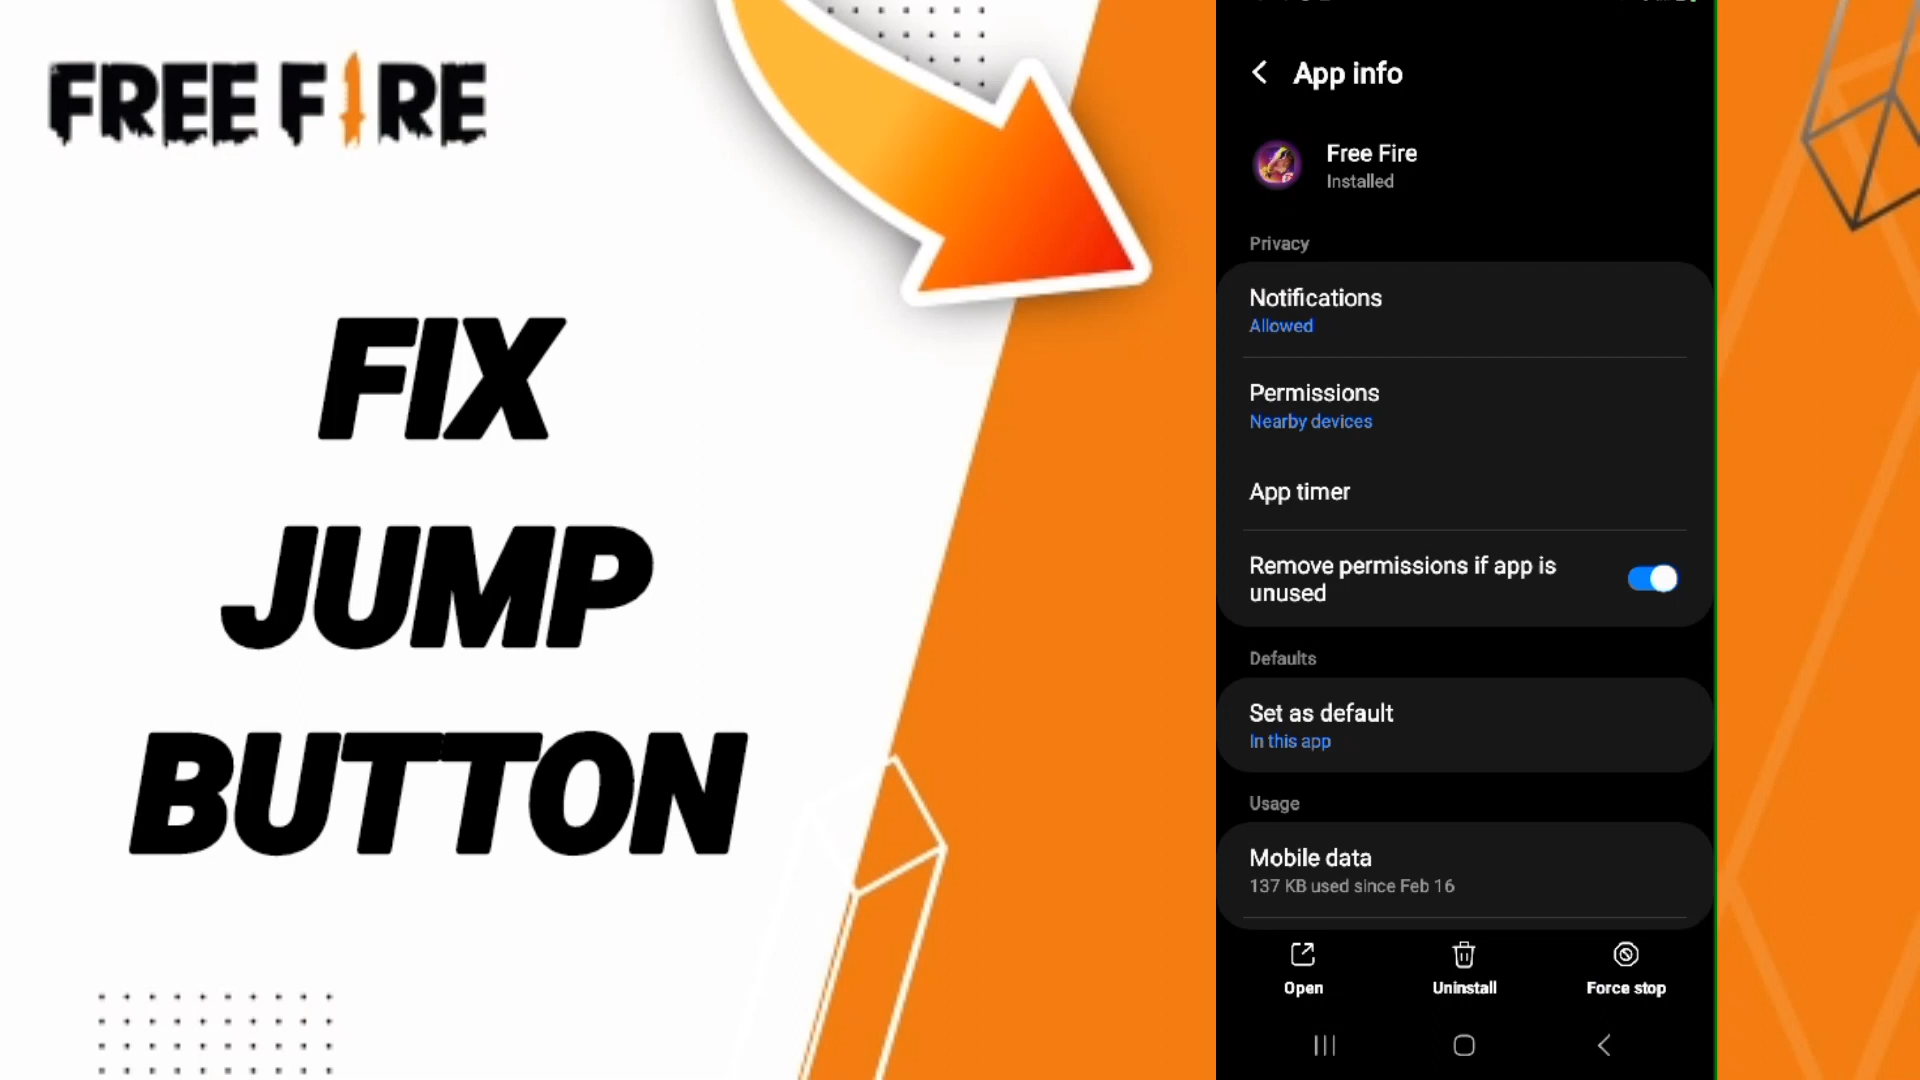 FREE FIRE
FIX
JUMP
BUTTON
App info
Free Fire
Installed
Privacy
Notifications
Allowed
Permissions
Nearby devices
App timer
Remove permissions if app is
unused
Defaults
Set as default
In this app
Usage
Mobile data
137 KB used since Feb 16
Open
Uninstall
Force stop